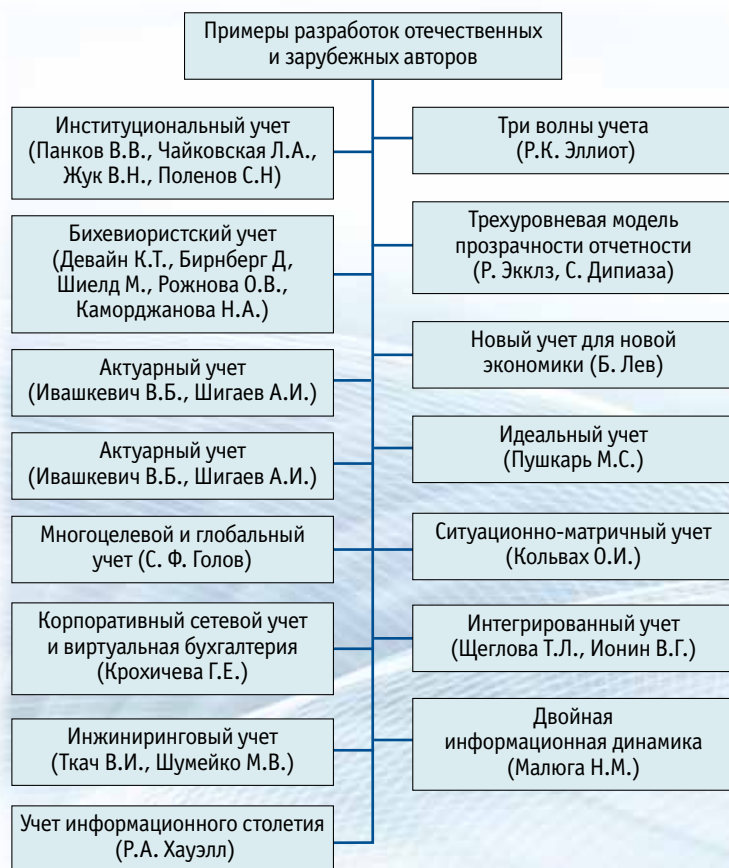 Примеры разработок отечественных
и зарубежных авторов
Институциональный учет
(Панков В.В., Чайковская Л.А.,
Жук В.Н., Поленов С.Н)
Бихевиористский учет
(Девайн К.Т., Бирнберг Д,
Шиелд М., Рожнова О.В.,
Каморджанова Н.А.)
Актуарный учет
(Ивашкевич В.Б., Шигаев А.И.)
Актуарный учет
(Ивашкевич В.Б., Шигаев А.И.)
Многоцелевой и глобальный
учет (С. Ф. Голов)
Корпоративный сетевой учет
и виртуальная бухгалтерия
(Крохичева Г.Е.)
Инжиниринговый учет
(Ткач В.И., Шумейко М.В.)
Учет информационного столетия
(Р.А. Хауэлл)
Три волны учета
(Р.К. Эллиот)
Трехуровневая модель
прозрачности отчетности
(Р. Экклз, С. Дипиаза)
Новый учет для новой
экономики (Б. Лев)
Идеальный учет
(Пушкарь М.С.)
Ситуационно-матричный учет
(Кольвах О.И.)
Интегрированный учет
(Щеглова Т.Л., Ионин В.Г.)
Двойная
информационная динамика
(Малюга Н.М.)